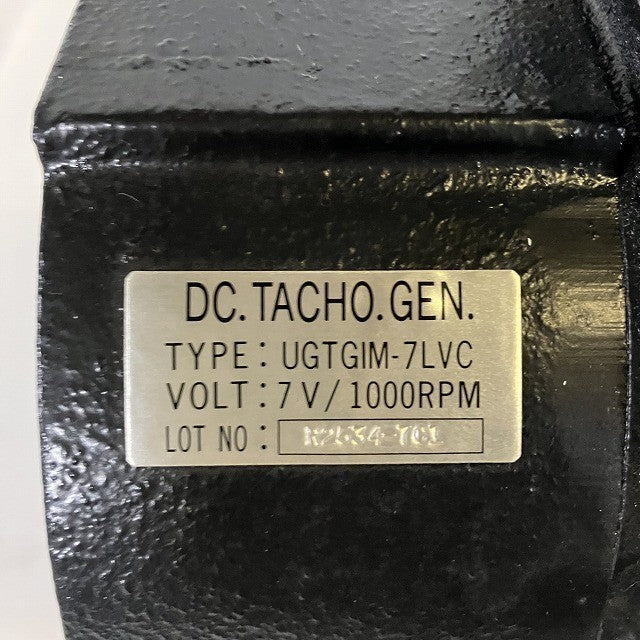 DC.TACHO.GEN.
TYPE: UGTGIM-7LVC
VOLT: 7V/1000RPM
LOT NO: